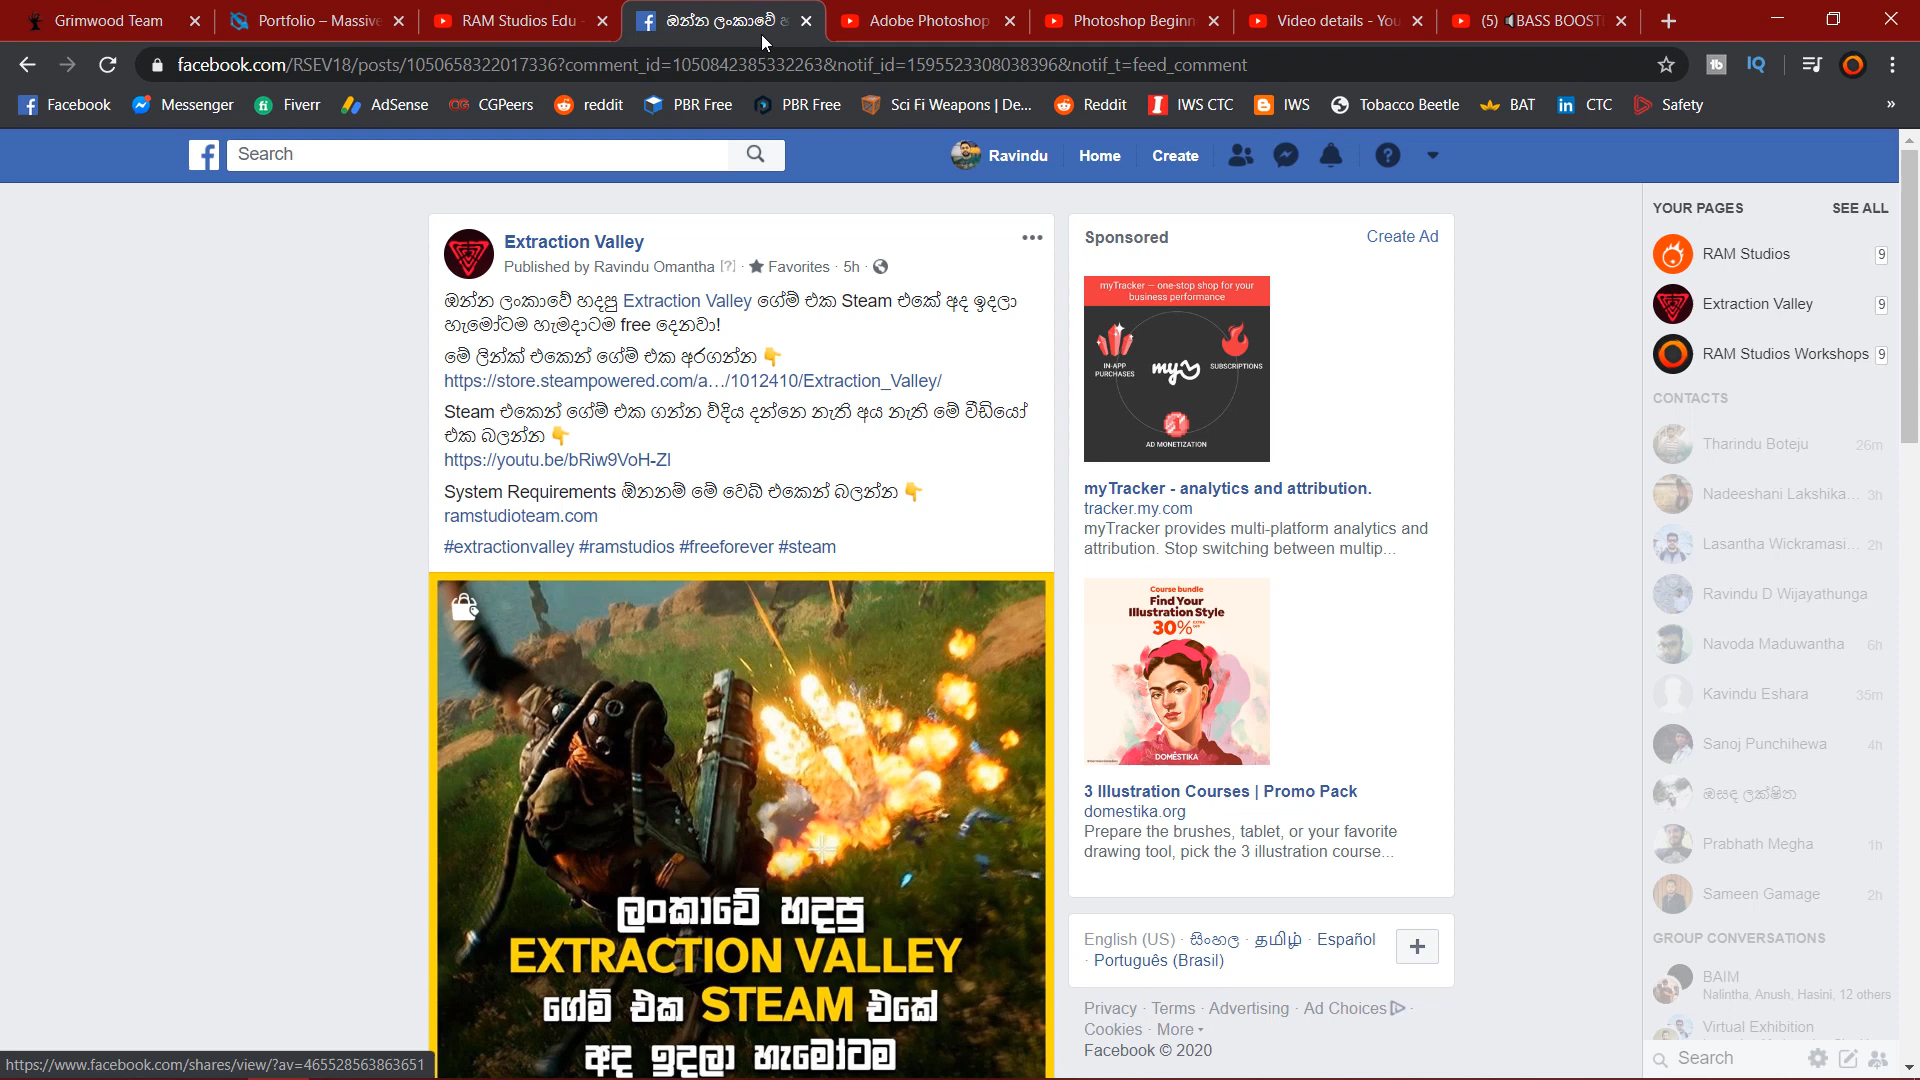 Grimwood Team
Portfolio – Massive
RAM Studios Edu
ඔන්න ලංකාවේ
Adobe Photoshop
Photoshop Beginn
Video details - You
(5) BASS BOOST
facebook.com/RSEV18/posts/1050658322017336?comment_id=1050842385332263&notif_id=1595523308038396&notif_t=feed_comment
Facebook
Messenger
Fiverr
AdSense
CGPeers
reddit
PBR Free
PBR Free
Sci Fi Weapons | De...
Reddit
IWS CTC
IWS
Tobacco Beetle
BAT
CTC
Safety
Search
Ravindu
Home
Create
Extraction Valley
Published by Ravindu Omantha [?] · Favorites · 5h ·
ඔන්න ලංකාවේ හදපු Extraction Valley ගේම් එක Steam එකේ අද ඉදලා
හැමෝටම හැමදාටම free දෙනවා!
මේ ලින්ක් එකෙන් ගේම් එක අරගන්න 👇
https://store.steampowered.com/a.../1012410/Extraction_Valley/
Steam එකෙන් ගේම් එක ගන්න විදිය දන්නෙ නැති අය නැති මේ වීඩියෝ
එක බලන්න 👇
https://youtu.be/bRiw9VoH-ZI
System Requirements ඕනනම් මේ වෙබ් එකෙන් බලන්න 👇
ramstudioteam.com
#extractionvalley #ramstudios #freeforever #steam
ලංකාවේ හදපු
EXTRACTION VALLEY
ගේම් එක STEAM එකේ
අද ඉදලා හැමෝටම
Sponsored
Create Ad
myTracker — one-stop shop for your
business performance
IN-APP
PURCHASES
my
SUBSCRIPTIONS
AD MONETIZATION
myTracker - analytics and attribution.
tracker.my.com
myTracker provides multi-platform analytics and
attribution. Stop switching between multip...
Course bundle
Find Your
Illustration Style
30% EXTRA OFF
DOMESTIKA
3 Illustration Courses | Promo Pack
domestika.org
Prepare the brushes, tablet, or your favorite
drawing tool, pick the 3 illustration course...
English (US) · සිංහල · தமிழ் · Español
· Português (Brasil)
Privacy · Terms · Advertising · Ad Choices ·
Cookies · More
Facebook © 2020
YOUR PAGES
SEE ALL
RAM Studios 9
Extraction Valley 9
RAM Studios Workshops 9
CONTACTS
Tharindu Boteju 26m
Nadeeshani Lakshika... 3h
Lasantha Wickramasi... 2h
Ravindu D Wijayathunga
Navoda Maduwantha 6h
Kavindu Eshara 35m
Sanoj Punchihewa 4h
ඔසඳ ලක්ෂිත
Prabhath Megha 1h
Sameen Gamage 2h
GROUP CONVERSATIONS
BAIM
Nalintha, Anush, Hasini, 12 others
Virtual Exhibition
Search
https://www.facebook.com/shares/view/?av=465528563863651